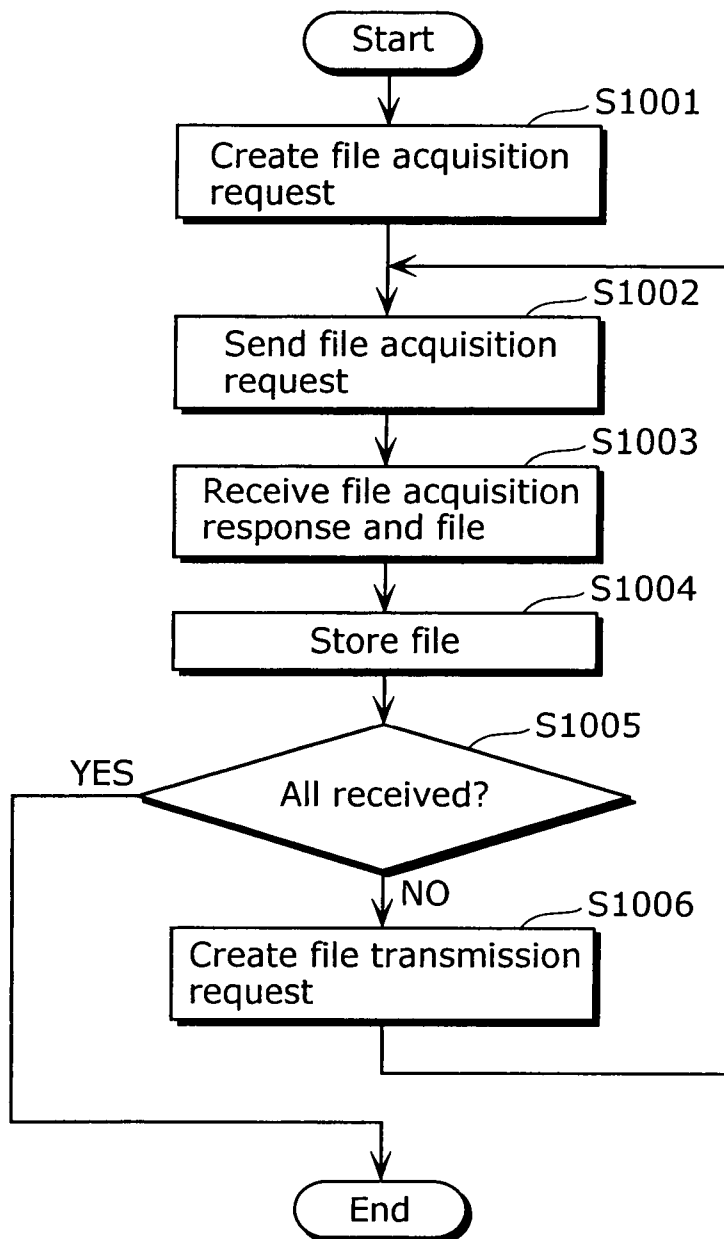 Start
S1001
Create file acquisition
request
S1002
Send file acquisition
request
S1003
Receive file acquisition
response and file
S1004
Store file
S1005
YES
All received?
NO
S1006
Create file transmission
request
End